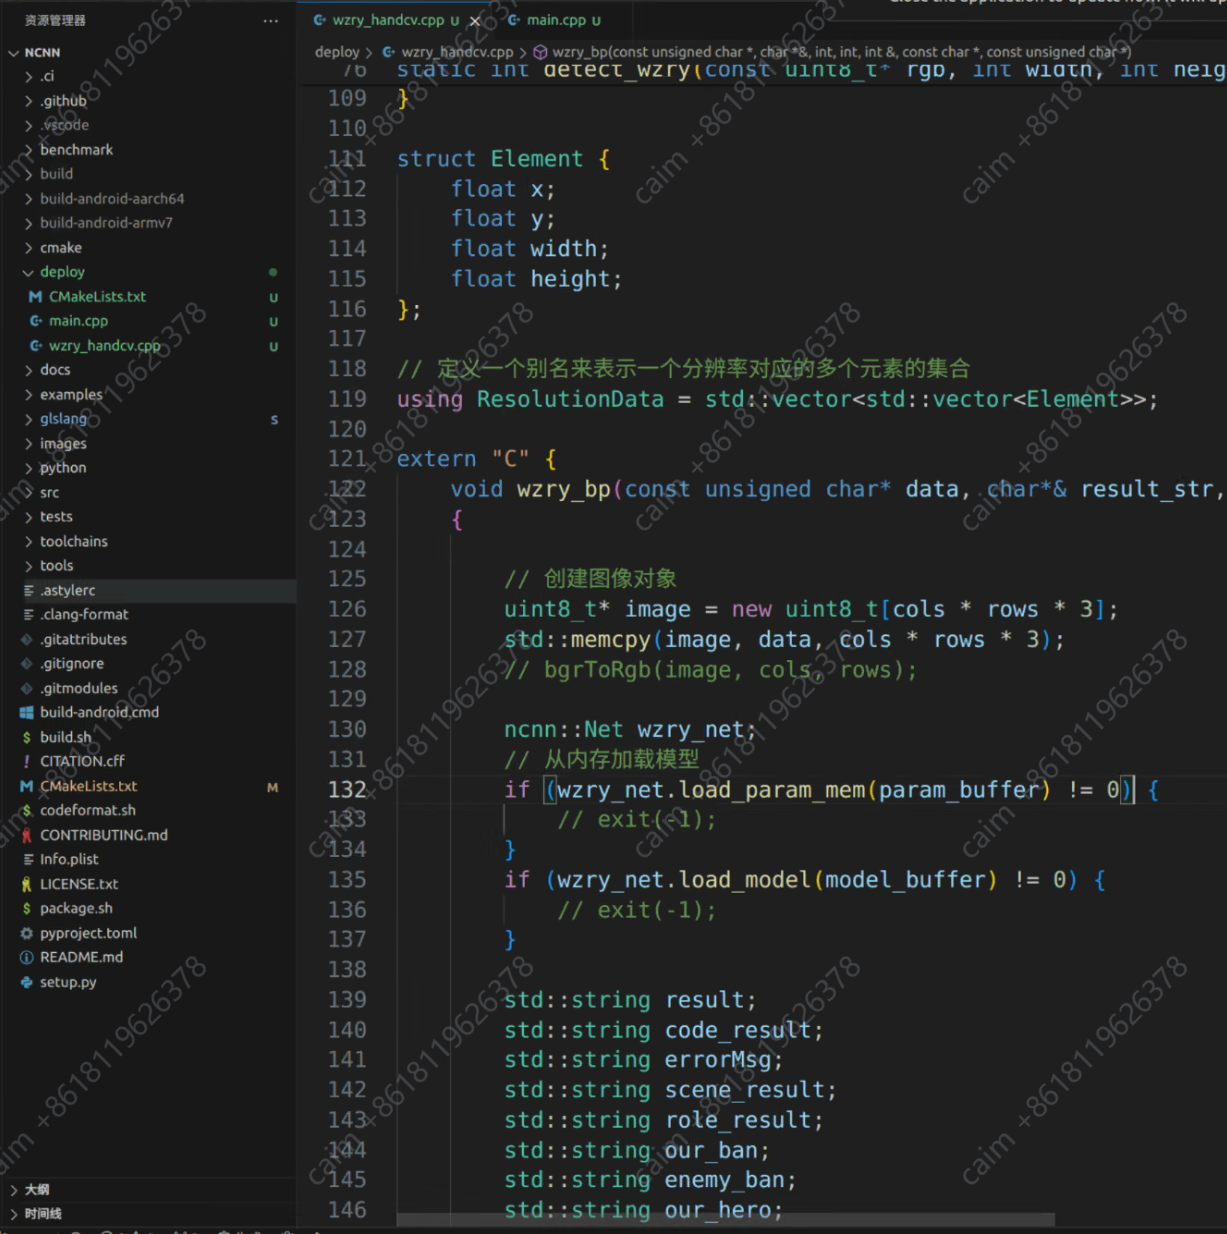 Close the application to update now. It will up
资源管理器 ···
wzry_handcv.cpp U ×
main.cpp U
deploy > wzry_handcv.cpp > wzry_bp(const unsigned char *, char *&, int, int, int &, const char *, const unsigned char *)
NCNN
.ci
.github
.vscode
benchmark
build
build-android-aarch64
build-android-armv7
cmake
deploy
CMakeLists.txt U
main.cpp U
wzry_handcv.cpp U
docs
examples
glslang S
images
python
src
tests
toolchains
tools
.astylerc
.clang-format
.gitattributes
.gitignore
.gitmodules
build-android.cmd
build.sh
CITATION.cff
CMakeLists.txt M
codeformat.sh
CONTRIBUTING.md
Info.plist
LICENSE.txt
package.sh
pyproject.toml
README.md
setup.py
大纲
时间线
76 static int detect_wzry(const uint8_t* rgb, int width, int heig
109 }
110
111 struct Element {
112 float x;
113 float y;
114 float width;
115 float height;
116 };
117
118 // 定义一个别名来表示一个分辨率对应的多个元素的集合
119 using ResolutionData = std::vector<std::vector<Element>>;
120
121 extern "C" {
122 void wzry_bp(const unsigned char* data, char*& result_str,
123 {
124
125 // 创建图像对象
126 uint8_t* image = new uint8_t[cols * rows * 3];
127 std::memcpy(image, data, cols * rows * 3);
128 // bgrToRgb(image, cols, rows);
129
130 ncnn::Net wzry_net;
131 // 从内存加载模型
132 if (wzry_net.load_param_mem(param_buffer) != 0) {
133 // exit(-1);
134 }
135 if (wzry_net.load_model(model_buffer) != 0) {
136 // exit(-1);
137 }
138
139 std::string result;
140 std::string code_result;
141 std::string errorMsg;
142 std::string scene_result;
143 std::string role_result;
144 std::string our_ban;
145 std::string enemy_ban;
146 std::string our_hero;
caim +8618119626378